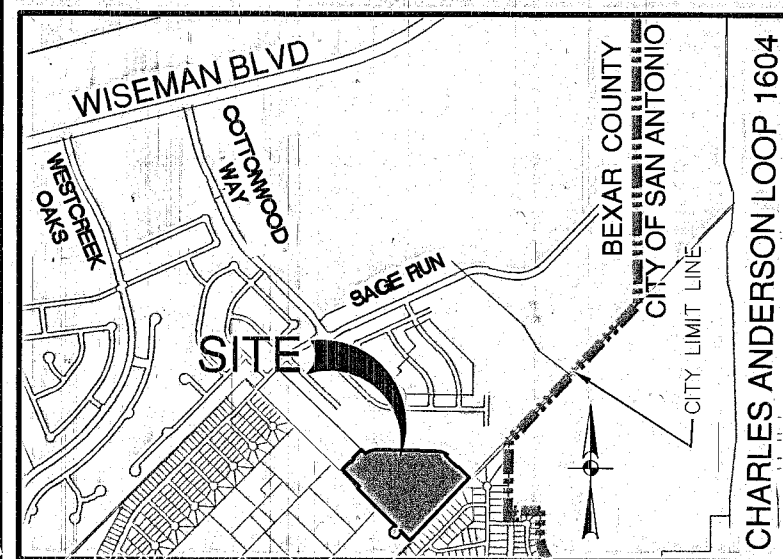 WISEMAN BLVD
WESTCREEK
OAKS
COTTONWOOD
WAY
SAGE RUN
SITE
BEXAR COUNTY
CITY OF SAN ANTONIO
CITY LIMIT LINE
CHARLES ANDERSON LOOP 1604